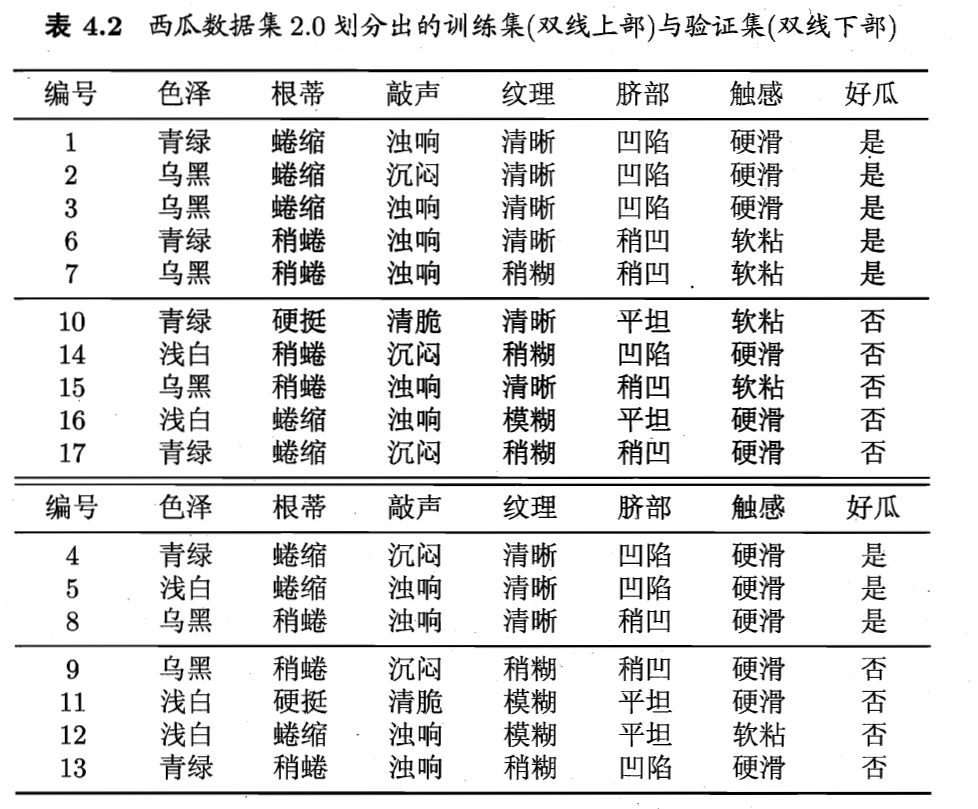 表 4.2 西瓜数据集 2.0 划分出的训练集(双线上部)与验证集(双线下部)
编号 色泽 根蒂 敲声 纹理 脐部 触感 好瓜
1 青绿 蜷缩 浊响 清晰 凹陷 硬滑 是
2 乌黑 蜷缩 沉闷 清晰 凹陷 硬滑 是
3 乌黑 蜷缩 浊响 清晰 凹陷 硬滑 是
6 青绿 稍蜷 浊响 清晰 稍凹 软粘 是
7 乌黑 稍蜷 浊响 稍糊 稍凹 软粘 是
10 青绿 硬挺 清脆 清晰 平坦 软粘 否
14 浅白 稍蜷 沉闷 稍糊 凹陷 硬滑 否
15 乌黑 稍蜷 浊响 清晰 稍凹 软粘 否
16 浅白 蜷缩 浊响 模糊 平坦 硬滑 否
17 青绿 蜷缩 沉闷 稍糊 稍凹 硬滑 否
编号 色泽 根蒂 敲声 纹理 脐部 触感 好瓜
4 青绿 蜷缩 沉闷 清晰 凹陷 硬滑 是
5 浅白 蜷缩 浊响 清晰 凹陷 硬滑 是
8 乌黑 稍蜷 浊响 清晰 稍凹 硬滑 是
9 乌黑 稍蜷 沉闷 稍糊 稍凹 硬滑 否
11 浅白 硬挺 清脆 模糊 平坦 硬滑 否
12 浅白 蜷缩 浊响 模糊 平坦 软粘 否
13 青绿 稍蜷 浊响 稍糊 凹陷 硬滑 否